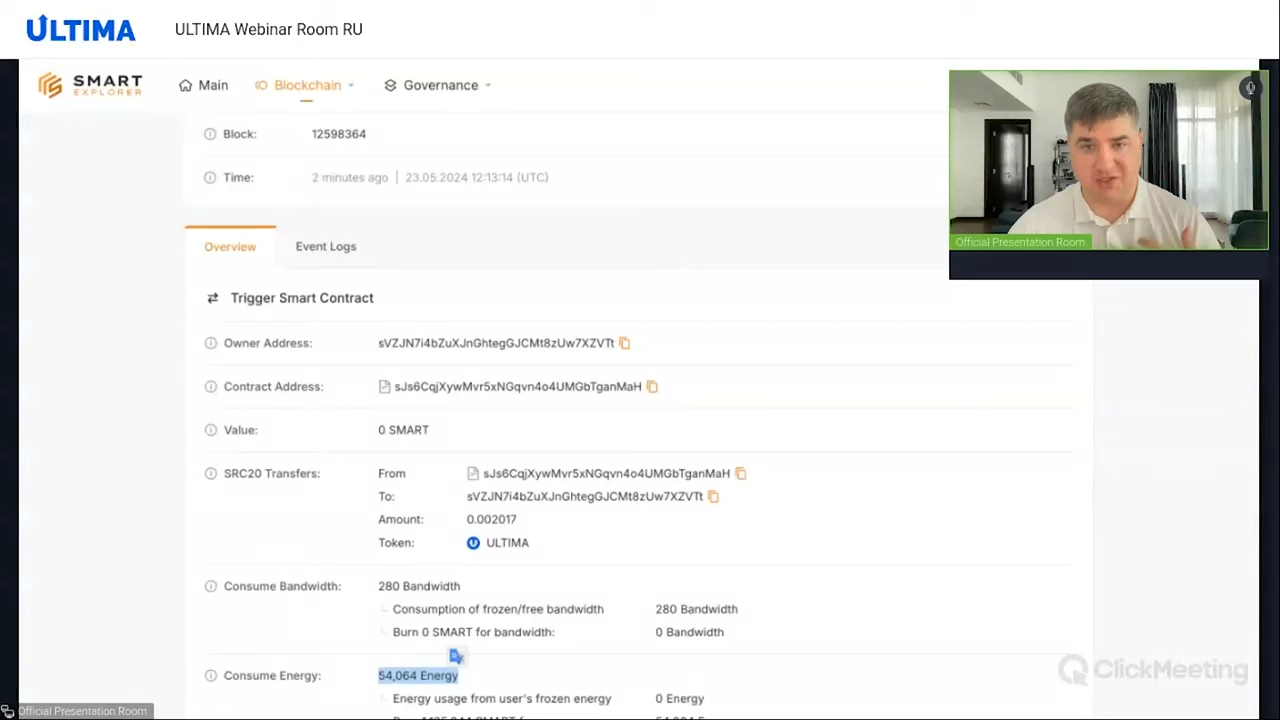 ULTIMA
ULTIMA Webinar Room RU
SMART
EXPLORER
Main
Blockchain
Governance
Block: 12598364
Time: 2 minutes ago | 23.05.2024 12:13:14 (UTC)
Official Presentation Room
Overview
Event Logs
Trigger Smart Contract
Owner Address: sVZJN7i4bZuXJnGhtegGJCMt8zUw7XZVTt
Contract Address: sJs6CqjXywMvr5xNGqvn4o4UMGbTganMaH
Value: 0 SMART
SRC20 Transfers: From sJs6CqjXywMvr5xNGqvn4o4UMGbTganMaH
To: sVZJN7i4bZuXJnGhtegGJCMt8zUw7XZVTt
Amount: 0.002017
Token: ULTIMA
Consume Bandwidth: 280 Bandwidth
Consumption of frozen/free bandwidth 280 Bandwidth
Burn 0 SMART for bandwidth: 0 Bandwidth
Consume Energy: 54,064 Energy
Energy usage from user's frozen energy 0 Energy
ClickMeeting
Official Presentation Room